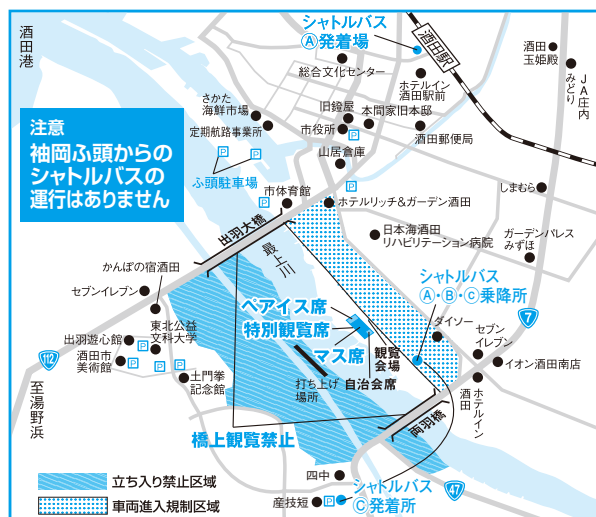 酒田港
シャトルバス
Ⓐ発着場
酒田駅
総合文化センター
ホテルイン
酒田駅前
酒田
玉姫殿
JA庄内
みどり
さかた
海鮮市場
定期航路事業所
旧鐙屋
市役所
P
本間家旧本邸
酒田郵便局
山居倉庫
P
P
ふ頭駐車場
P
注意
袖岡ふ頭からの
シャトルバスの
運行はありません
市体育館
P
ホテルリッチ&ガーデン酒田
しまむら
出羽大橋
最上川
日本海酒田
リハビリテーション病院
ガーデンパレス
みずほ
かんぽの宿酒田
セブンイレブン
シャトルバス
Ⓐ・Ⓑ・Ⓒ乗降所
7
ペアイス席
特別観覧席
マス席
観覧
会場
自治会席
打ち上げ
場所
ダイソー
セブン
イレブン
イオン酒田南店
ホテルイン
酒田
出羽遊心館
東北公益
文科大学
酒田市
美術館
P
P
P
P
土門拳
記念館
112
至湯野浜
橋上観覧禁止
両羽橋
47
四中
産技短
P
シャトルバス
Ⓒ発着所
立ち入り禁止区域
車両進入規制区域